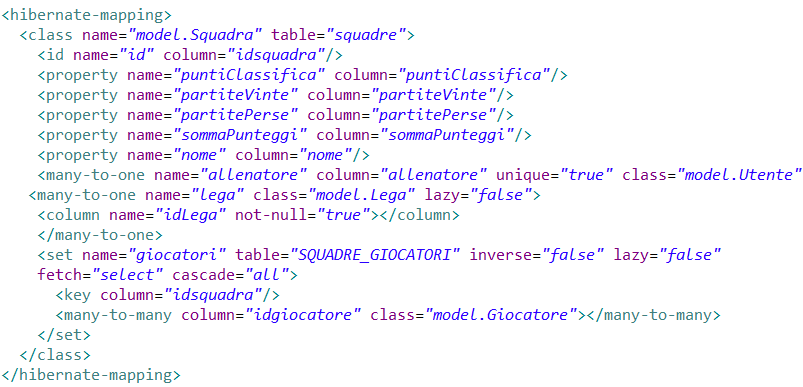 <hibernate-mapping>
<class name="model.Squadra" table="squadre">
<id name="id" column="idsquadra"/>
<property name="puntiClassifica" column="puntiClassifica"/>
<property name="partiteVinte" column="partiteVinte"/>
<property name="partitePerse" column="partitePerse"/>
<property name="sommaPunteggi" column="sommaPunteggi"/>
<property name="nome" column="nome"/>
<many-to-one name="allenatore" column="allenatore" unique="true" class="model.Utente"
<many-to-one name="lega" class="model.Lega" lazy="false">
<column name="idLega" not-null="true"></column>
</many-to-one>
<set name="giocatori" table="SQUADRE_GIOCATORI" inverse="false" lazy="false"
fetch="select" cascade="all">
<key column="idsquadra"/>
<many-to-many column="idgiocatore" class="model.Giocatore"></many-to-many>
</set>
</class>
</hibernate-mapping>